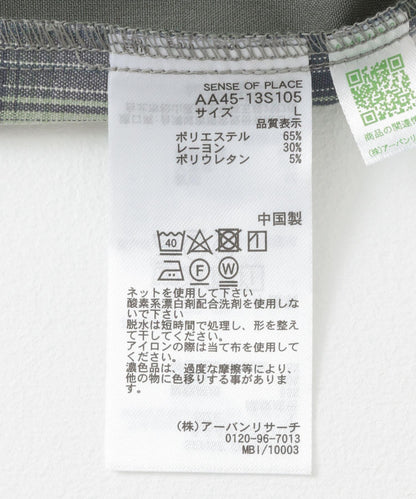 SENSE OF PLACE
AA45-13S105
サイズ L
品質表示
ポリエステル 65%
レーヨン 30%
ポリウレタン 5%
中国製
40
F W
ネットを使用して下さい
酸素系漂白剤配合洗剤を使用しな
いで下さい
脱水は短時間で処理し、形を整え
て干してください。
アイロンの際は当て布を使用して
下さい。
濃色品は、過度な摩擦等により、
他の物に色移りする事がありま
す。
(株)アーバンリサーチ
0120-96-7013
MBI/10003
商品の関連情
(株)アーバンリ